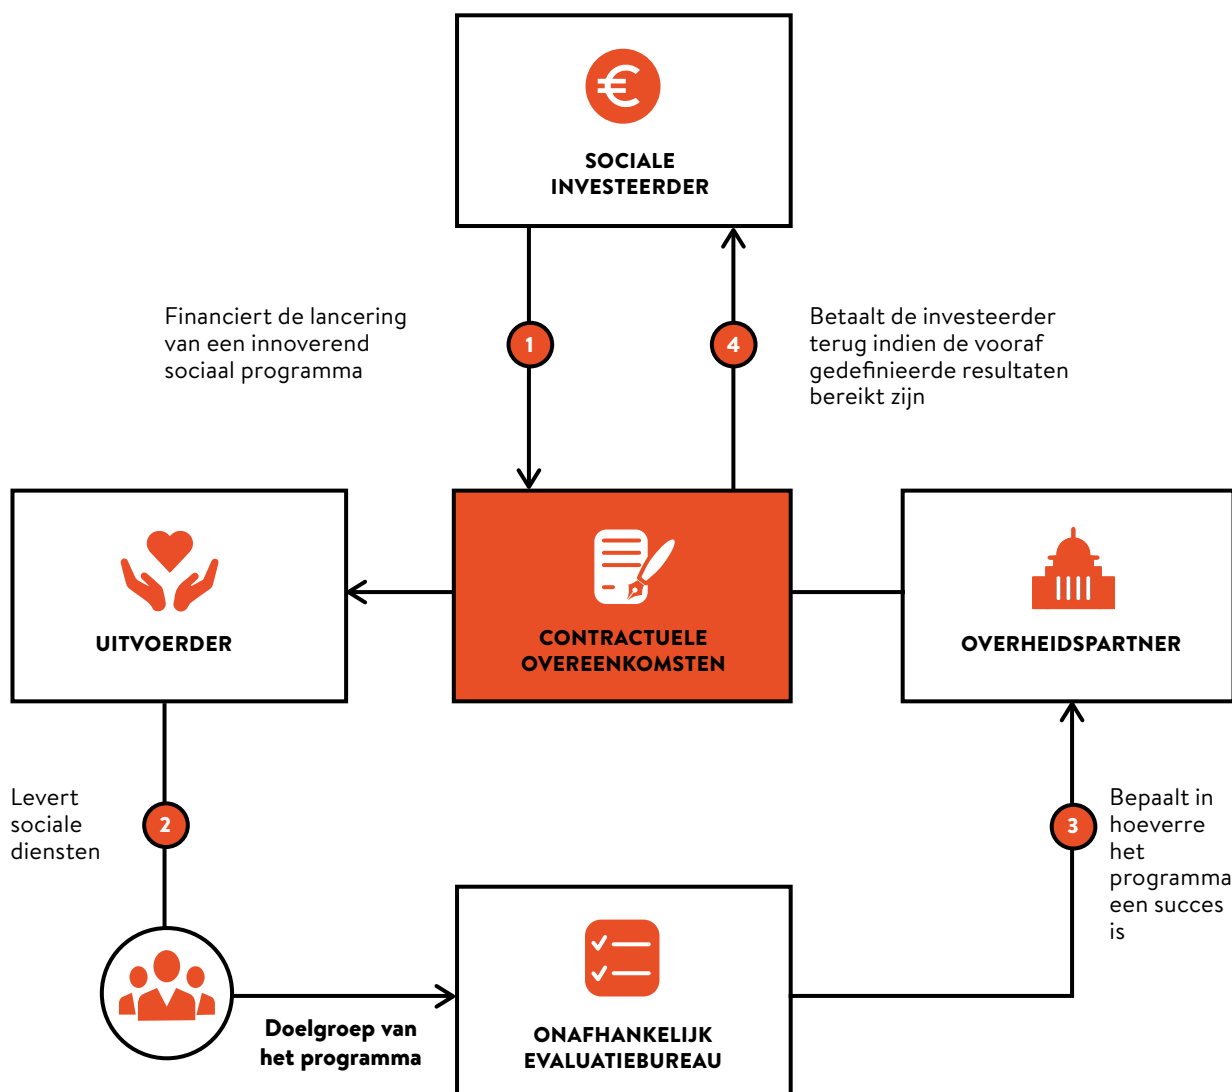 €
SOCIALE
INVESTEERDER
Financiert de lancering
van een innoverend
sociaal programma
1
4
Betaalt de investeerder
terug indien de vooraf
gedefinieerde resultaten
bereikt zijn
UITVOERDER
CONTRACTUELE
OVEREENKOMSTEN
OVERHEIDSPARTNER
Levert
sociale
diensten
2
3
Bepaalt in
hoeverre
het
programma
een succes
is
Doelgroep van
het programma
ONAFHANKELIJK
EVALUATIEBUREAU